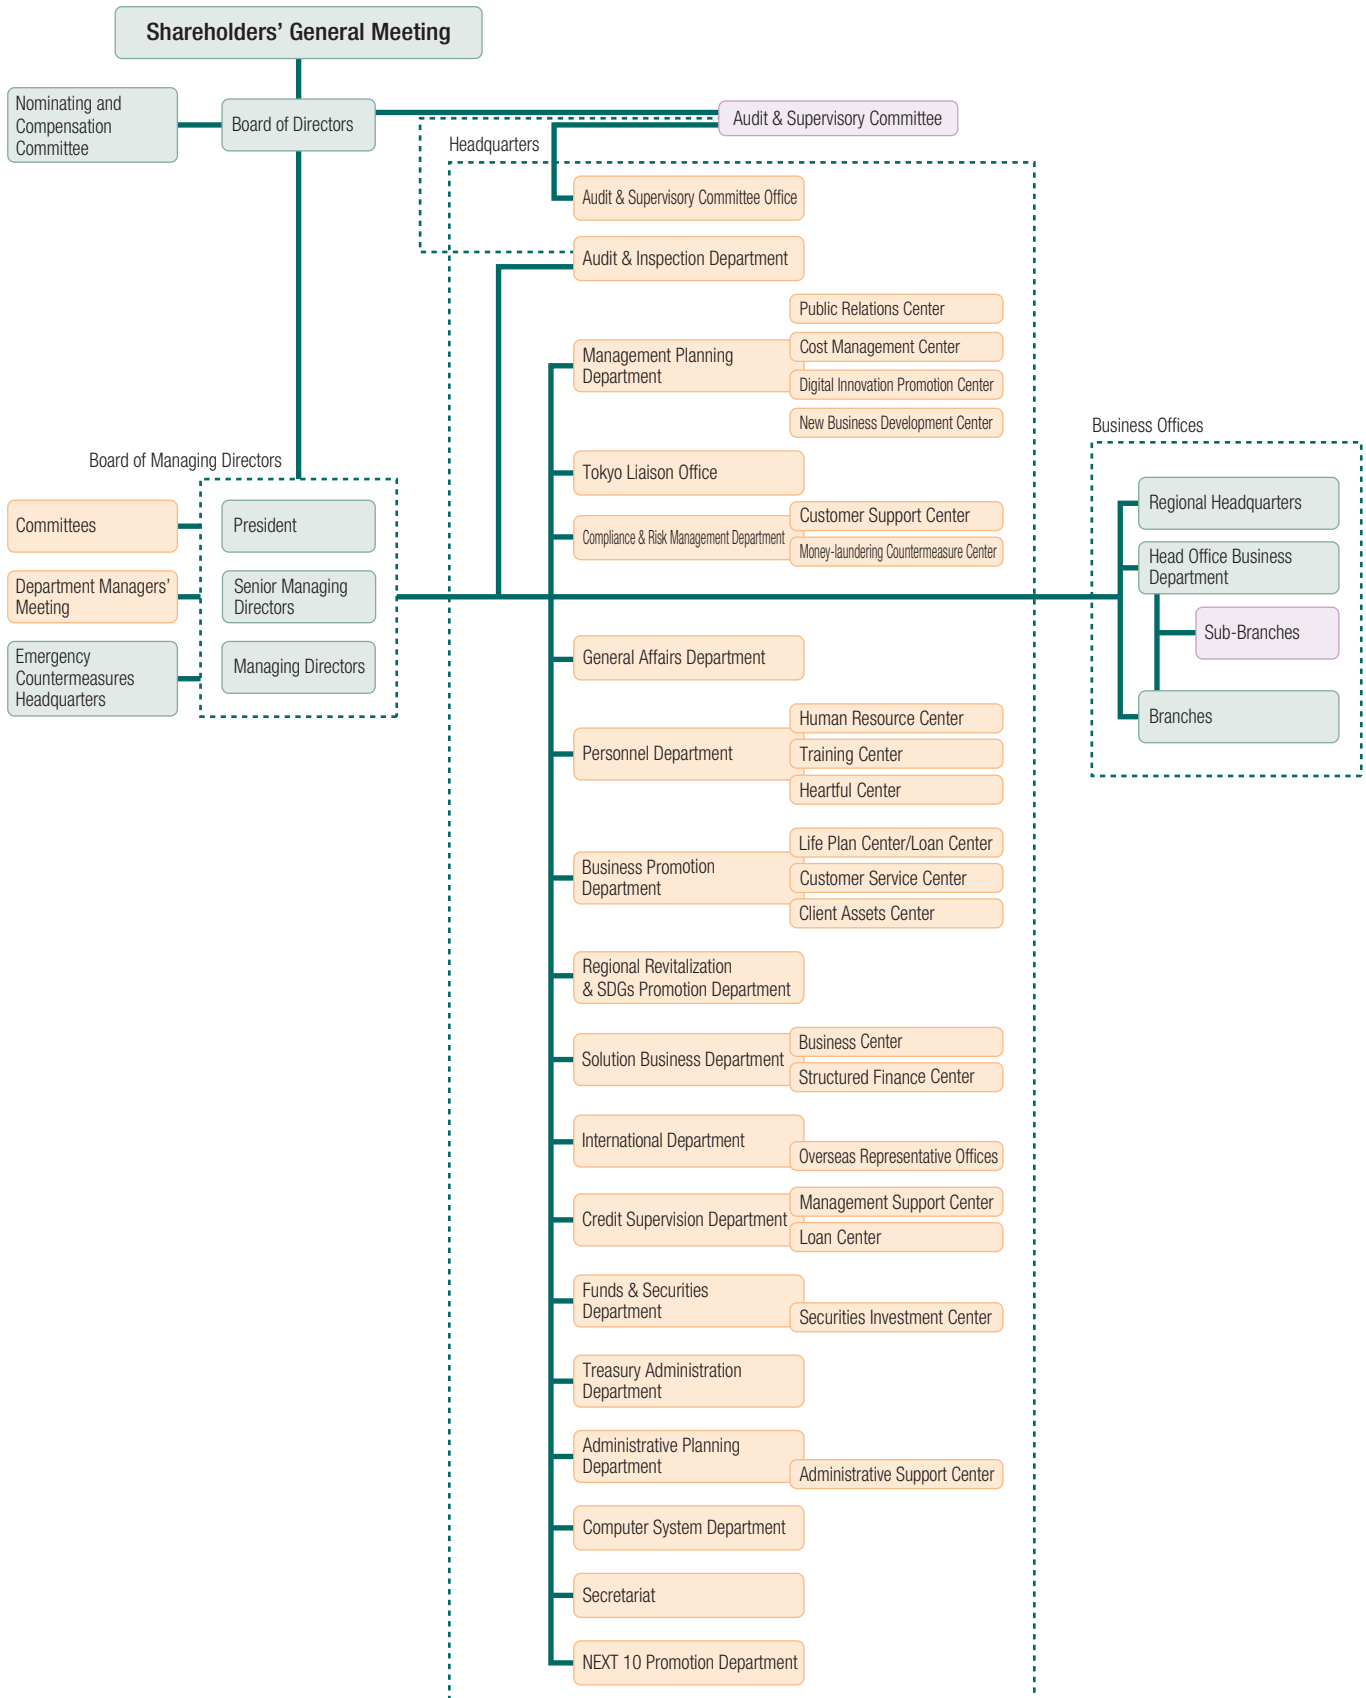 Shareholders’ General Meeting
Nominating and
Compensation
Committee
Board of Directors
Audit & Supervisory Committee
Headquarters
Audit & Supervisory Committee Office
Audit & Inspection Department
Public Relations Center
Management Planning
Department
Cost Management Center
Digital Innovation Promotion Center
New Business Development Center
Tokyo Liaison Office
Compliance & Risk Management Department
Customer Support Center
Money-laundering Countermeasure Center
Board of Managing Directors
Committees
President
Department Managers’
Meeting
Senior Managing
Directors
Emergency
Countermeasures
Headquarters
Managing Directors
General Affairs Department
Personnel Department
Human Resource Center
Training Center
Heartful Center
Business Promotion
Department
Life Plan Center/Loan Center
Customer Service Center
Client Assets Center
Regional Revitalization
& SDGs Promotion Department
Solution Business Department
Business Center
Structured Finance Center
International Department
Overseas Representative Offices
Credit Supervision Department
Management Support Center
Loan Center
Funds & Securities
Department
Securities Investment Center
Treasury Administration
Department
Administrative Planning
Department
Administrative Support Center
Computer System Department
Secretariat
NEXT 10 Promotion Department
Business Offices
Regional Headquarters
Head Office Business
Department
Sub-Branches
Branches